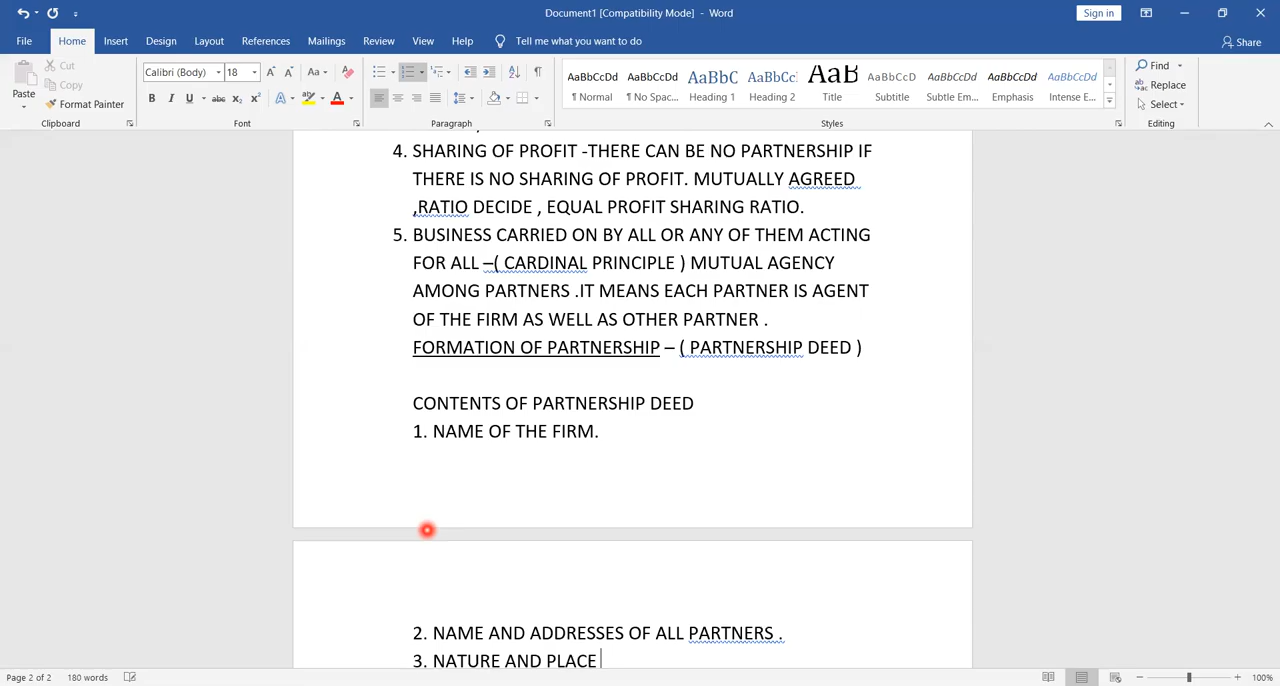 Document1 [Compatibility Mode] - Word
Sign in
File Home Insert Design Layout References Mailings Review View Help Tell me what you want to do
Share
Paste
Cut
Copy
Format Painter
Clipboard
Calibri (Body) 18
Aa
B I U abc x₂ x² A A
Font
Paragraph
AaBbCcDd AaBbCcDd AaBbC AaBbCc AaB AaBbCcD AaBbCcDd AaBbCcDd AaBbCcDd
¶ Normal ¶ No Spac... Heading 1 Heading 2 Title Subtitle Subtle Em... Emphasis Intense E...
Styles
Find
Replace
Select
Editing
4. SHARING OF PROFIT -THERE CAN BE NO PARTNERSHIP IF
THERE IS NO SHARING OF PROFIT. MUTUALLY AGREED
,RATIO DECIDE , EQUAL PROFIT SHARING RATIO.
5. BUSINESS CARRIED ON BY ALL OR ANY OF THEM ACTING
FOR ALL –( CARDINAL PRINCIPLE ) MUTUAL AGENCY
AMONG PARTNERS .IT MEANS EACH PARTNER IS AGENT
OF THE FIRM AS WELL AS OTHER PARTNER .
FORMATION OF PARTNERSHIP – ( PARTNERSHIP DEED )
CONTENTS OF PARTNERSHIP DEED
1. NAME OF THE FIRM.
2. NAME AND ADDRESSES OF ALL PARTNERS .
3. NATURE AND PLACE
Page 2 of 2 180 words
100%